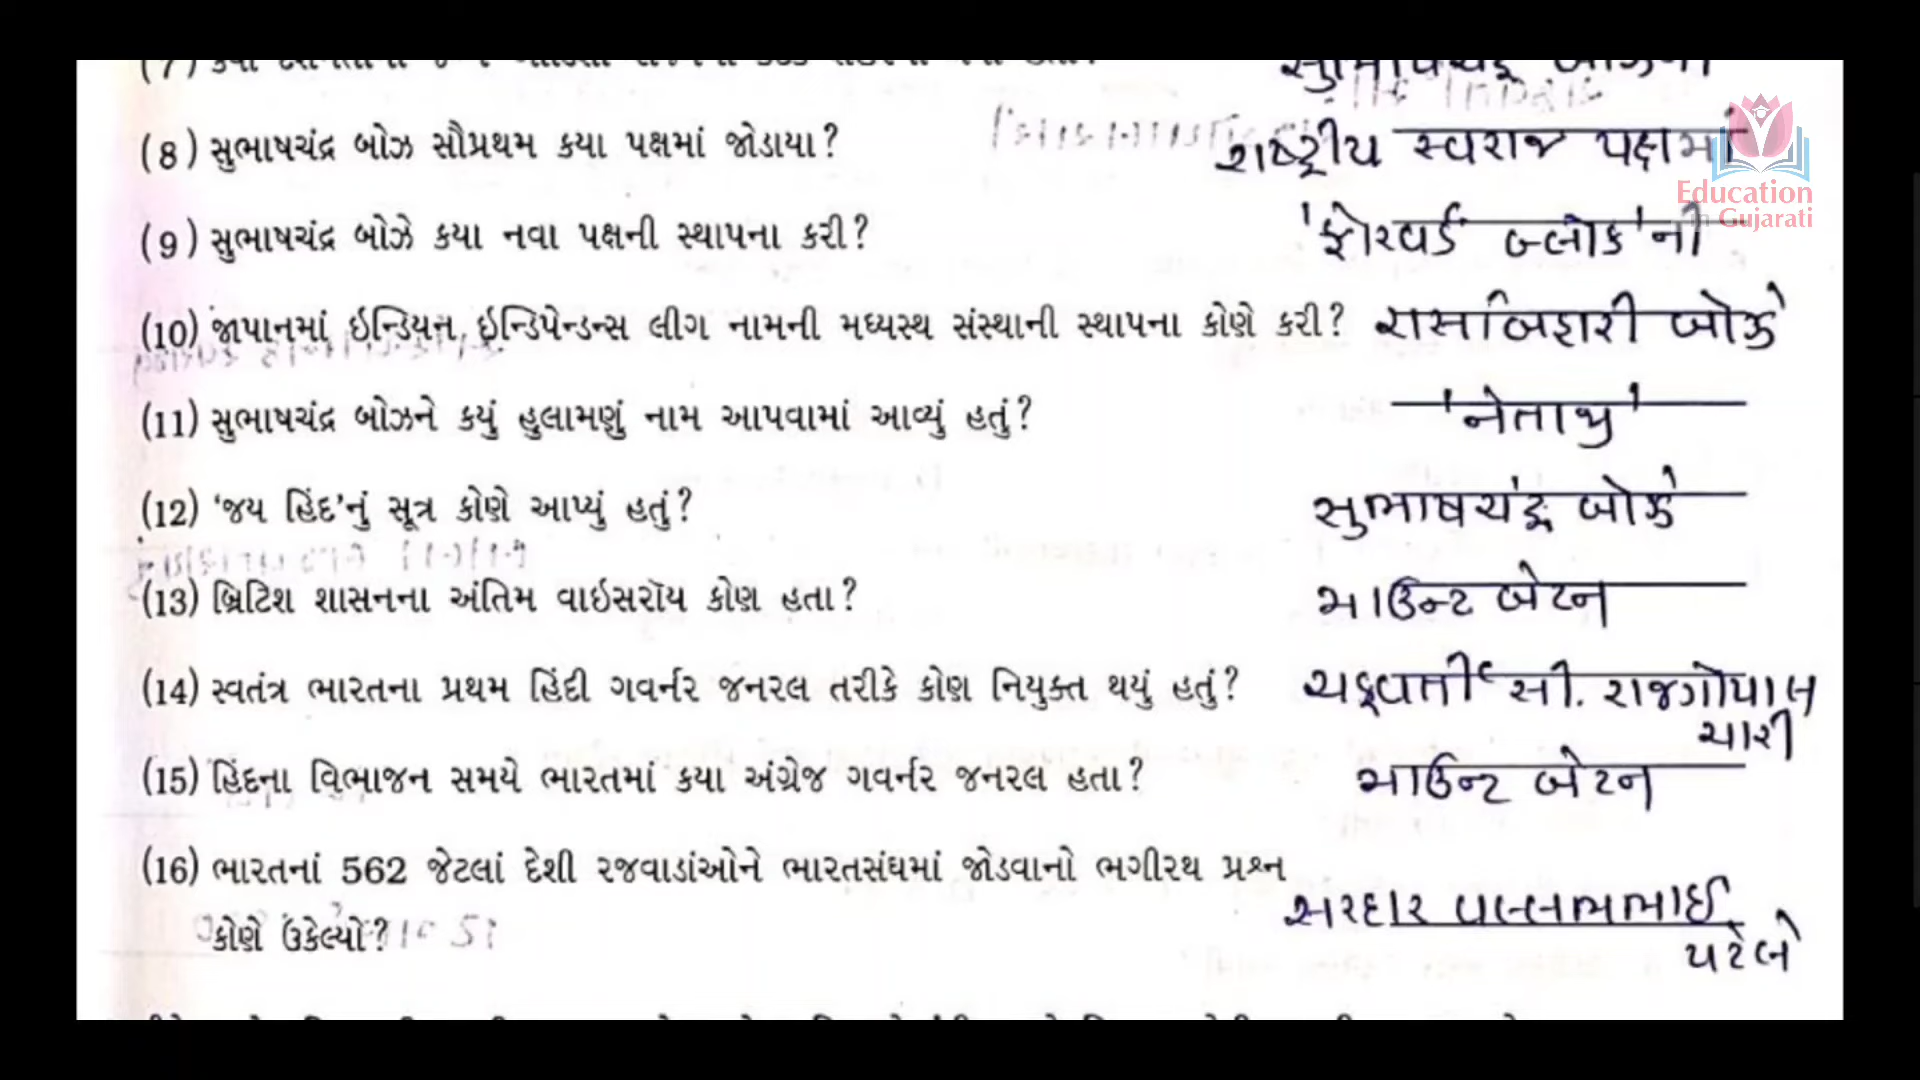 (8) સુભાષચંદ્ર બોઝ સૌપ્રથમ કયા પક્ષમાં જોડાયા? રાષ્ટ્રીય સ્વરાજ પક્ષમાં
Education
in Gujarati
(9) સુભાષચંદ્ર બોઝે કયા નવા પક્ષની સ્થાપના કરી? 'ફોરવર્ડ બ્લોક'ની
(10) જાપાનમાં ઇન્ડિયન ઇન્ડિપેન્ડન્સ લીગ નામની મધ્યસ્થ સંસ્થાની સ્થાપના કોણે કરી? રાસબિહારી બોઝે
(11) સુભાષચંદ્ર બોઝને કયું હુલામણું નામ આપવામાં આવ્યું હતું? 'નેતાજી'
(12) 'જય હિંદ'નું સૂત્ર કોણે આપ્યું હતું? સુભાષચંદ્ર બોઝે
(13) બ્રિટિશ શાસનના અંતિમ વાઇસરૉય કોણ હતા? માઉન્ટ બેટન
(14) સ્વતંત્ર ભારતના પ્રથમ હિંદી ગવર્નર જનરલ તરીકે કોણ નિયુક્ત થયું હતું? ચક્રવર્તી સી. રાજગોપાલ
ચારી
(15) હિંદના વિભાજન સમયે ભારતમાં કયા અંગ્રેજ ગવર્નર જનરલ હતા? માઉન્ટ બેટન
(16) ભારતનાં 562 જેટલાં દેશી રજવાડાંઓને ભારતસંઘમાં જોડવાનો ભગીરથ પ્રશ્ન
કોણે ઉકેલ્યો? સરદાર વલ્લભભાઈ
પટેલે